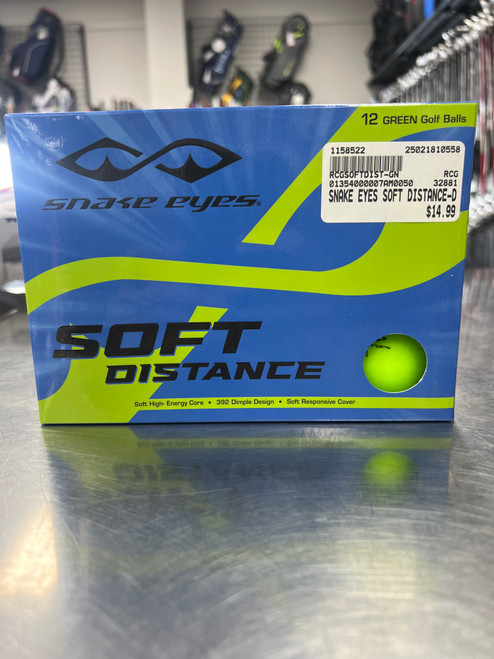 12 GREEN Golf Balls
1158522 25021810558
RCGSOFTDIST-GN RCG
01354000007AM0050 32881
SNAKE EYES SOFT DISTANCE-D
$14.99
snake eyes®
SOFT
DISTANCE
Soft High-Energy Core • 392 Dimple Design • Soft Responsive Cover